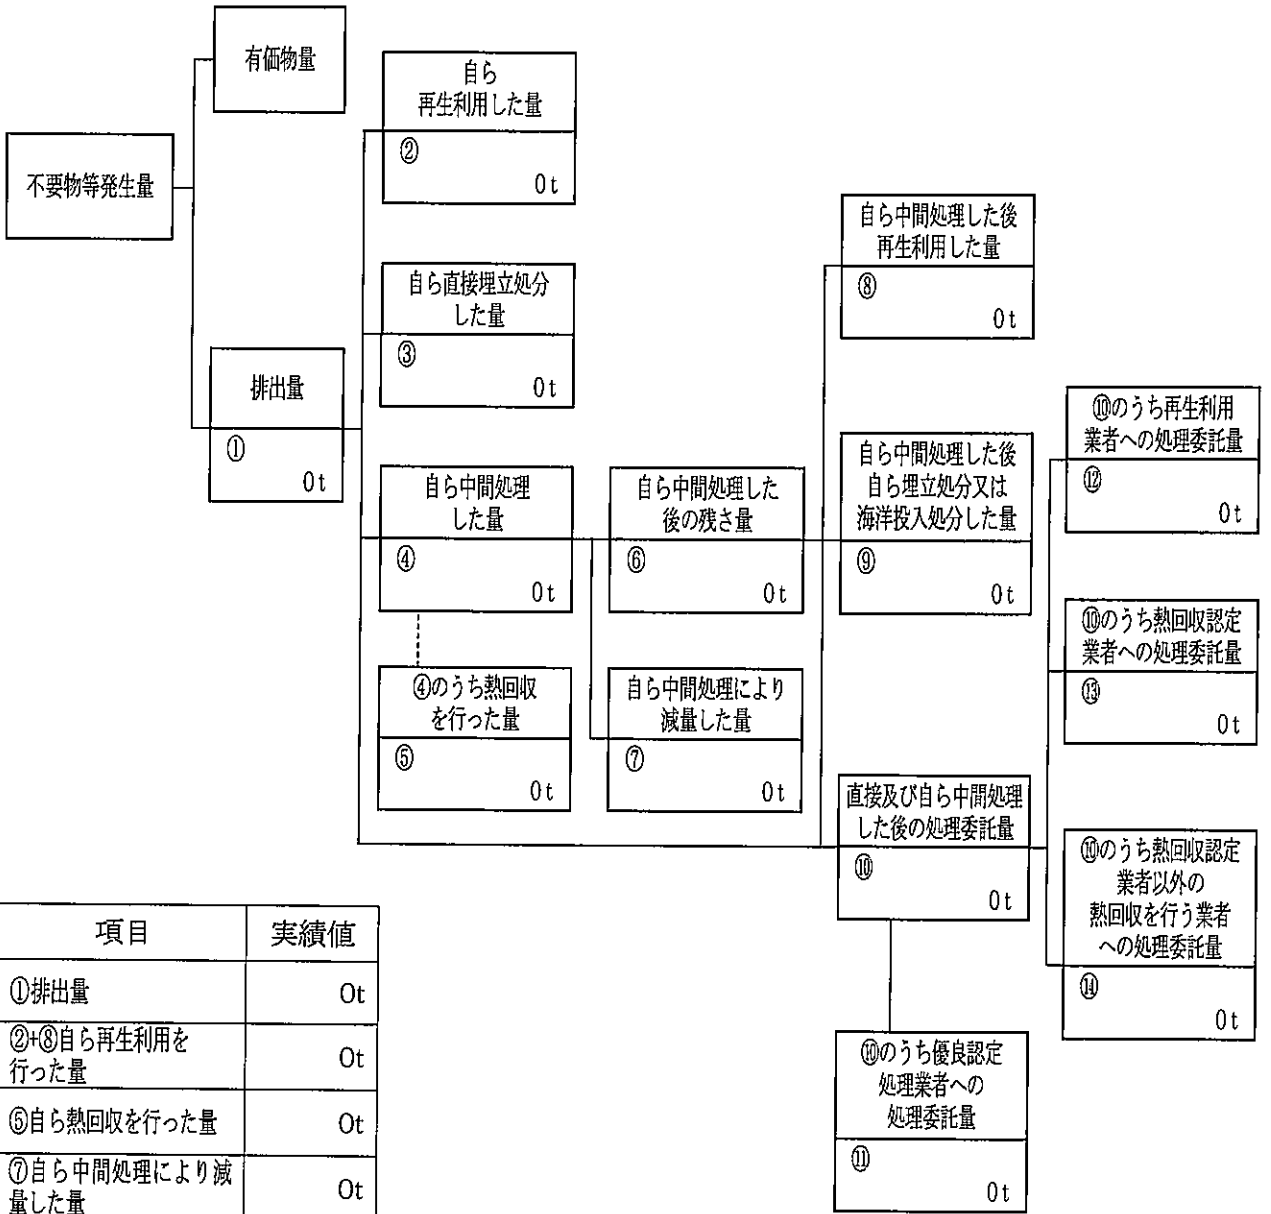 不要物等発生量
有価物量
排出量
①
0t
自ら
再生利用した量
②
0t
自ら直接埋立処分
した量
③
0t
自ら中間処理
した量
④
0t
④のうち熱回収
を行った量
⑤
0t
自ら中間処理した
後の残さ量
⑥
0t
自ら中間処理により
減量した量
⑦
0t
自ら中間処理した後
再生利用した量
⑧
0t
自ら中間処理した後
自ら埋立処分又は
海洋投入処分した量
⑨
0t
直接及び自ら中間処理
した後の処理委託量
⑩
0t
⑩のうち優良認定
処理業者への
処理委託量
⑪
0t
⑩のうち再生利用
業者への処理委託量
⑫
0t
⑩のうち熱回収認定
業者への処理委託量
⑬
0t
⑩のうち熱回収認定
業者以外の
熱回収を行う業者
への処理委託量
⑭
0t
項目 実績値
①排出量 0t
②+⑧自ら再生利用を
行った量 0t
⑤自ら熱回収を行った量 0t
⑦自ら中間処理により減
量した量 0t